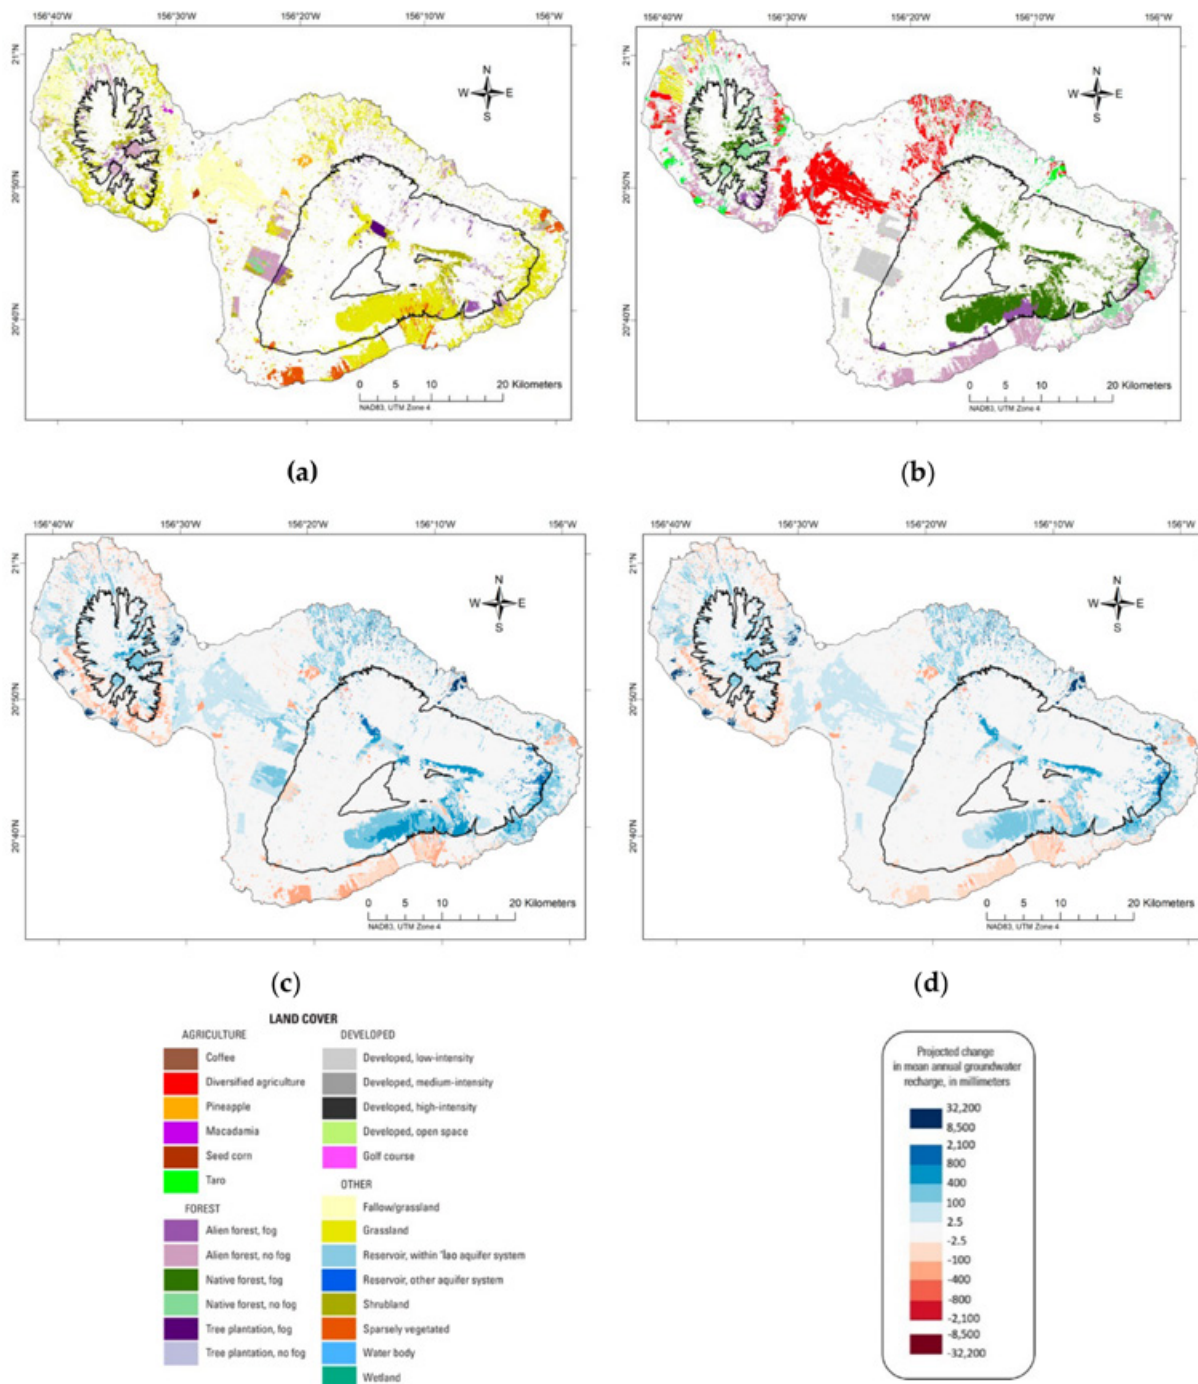 156°40'W 156°30'W 156°20'W 156°10'W 156°W
156°40'W 156°30'W 156°20'W 156°10'W 156°W
21°N
20°50'N
20°40'N
N
W E
S
0 5 10 20 Kilometers
NAD83, UTM Zone 4
21°N
20°50'N
20°40'N
N
W E
S
0 5 10 20 Kilometers
NAD83, UTM Zone 4
(a)
(b)
156°40'W 156°30'W 156°20'W 156°10'W 156°W
156°40'W 156°30'W 156°20'W 156°10'W 156°W
21°N
20°50'N
20°40'N
N
W E
S
0 5 10 20 Kilometers
NAD83, UTM Zone 4
21°N
20°50'N
20°40'N
N
W E
S
0 5 10 20 Kilometers
NAD83, UTM Zone 4
(c)
(d)
LAND COVER
AGRICULTURE
Coffee
Diversified agriculture
Pineapple
Macadamia
Seed corn
Taro
FOREST
Alien forest, fog
Alien forest, no fog
Native forest, fog
Native forest, no fog
Tree plantation, fog
Tree plantation, no fog
DEVELOPED
Developed, low-intensity
Developed, medium-intensity
Developed, high-intensity
Developed, open space
Golf course
OTHER
Fallow/grassland
Grassland
Reservoir, within ʻĪao aquifer system
Reservoir, other aquifer system
Shrubland
Sparsely vegetated
Water body
Wetland
Projected change
in mean annual groundwater
recharge, in millimeters
32,200
8,500
2,100
800
400
100
2.5
-2.5
-100
-400
-800
-2,100
-8,500
-32,200